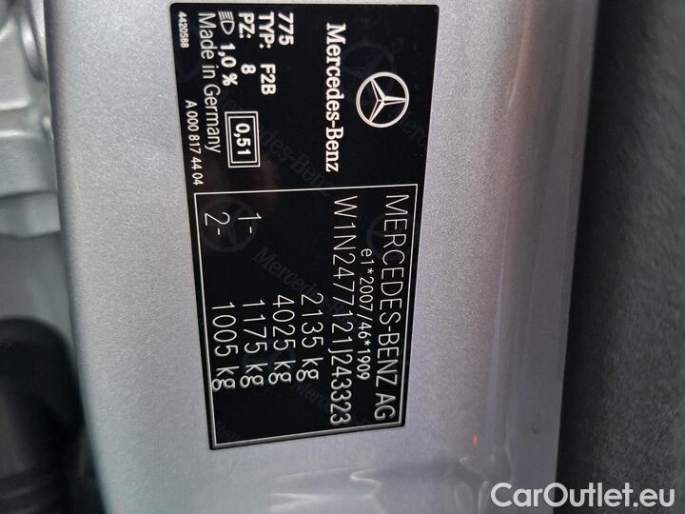 Mercedes-Benz
775
TYP: F2B
PZ: 8
1,0 %
Made in Germany
4420588
0,51
A 000 817 44 04
MERCEDES-BENZ AG
e1*2007/46*1909
W1N2477121J243323
2135 kg
4025 kg
1- 1175 kg
2- 1005 kg
CarOutlet.eu